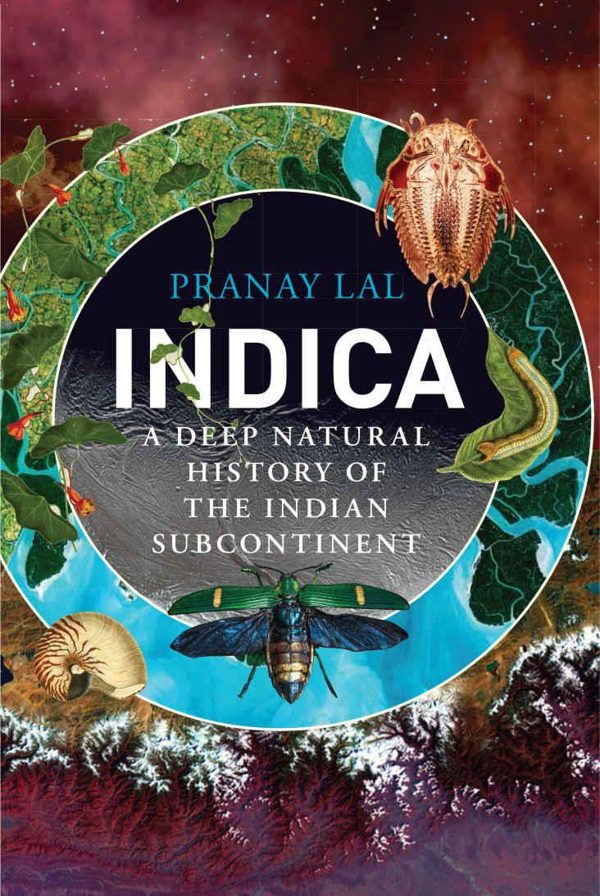 PRANAY LAL
INDICA
A DEEP NATURAL
HISTORY OF
THE INDIAN
SUBCONTINENT